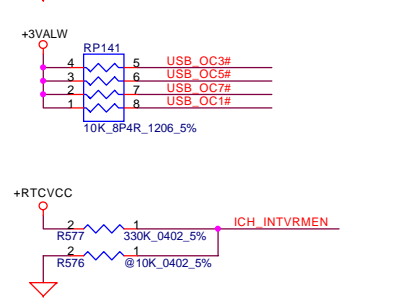 +3VALW
RP141
4 5 USB_OC3#
3 6 USB_OC5#
2 7 USB_OC7#
1 8 USB_OC1#
10K_8P4R_1206_5%
+RTCVCC
2 1 ICH_INTVRMEN
R577 330K_0402_5%
2 1
R576 @10K_0402_5%